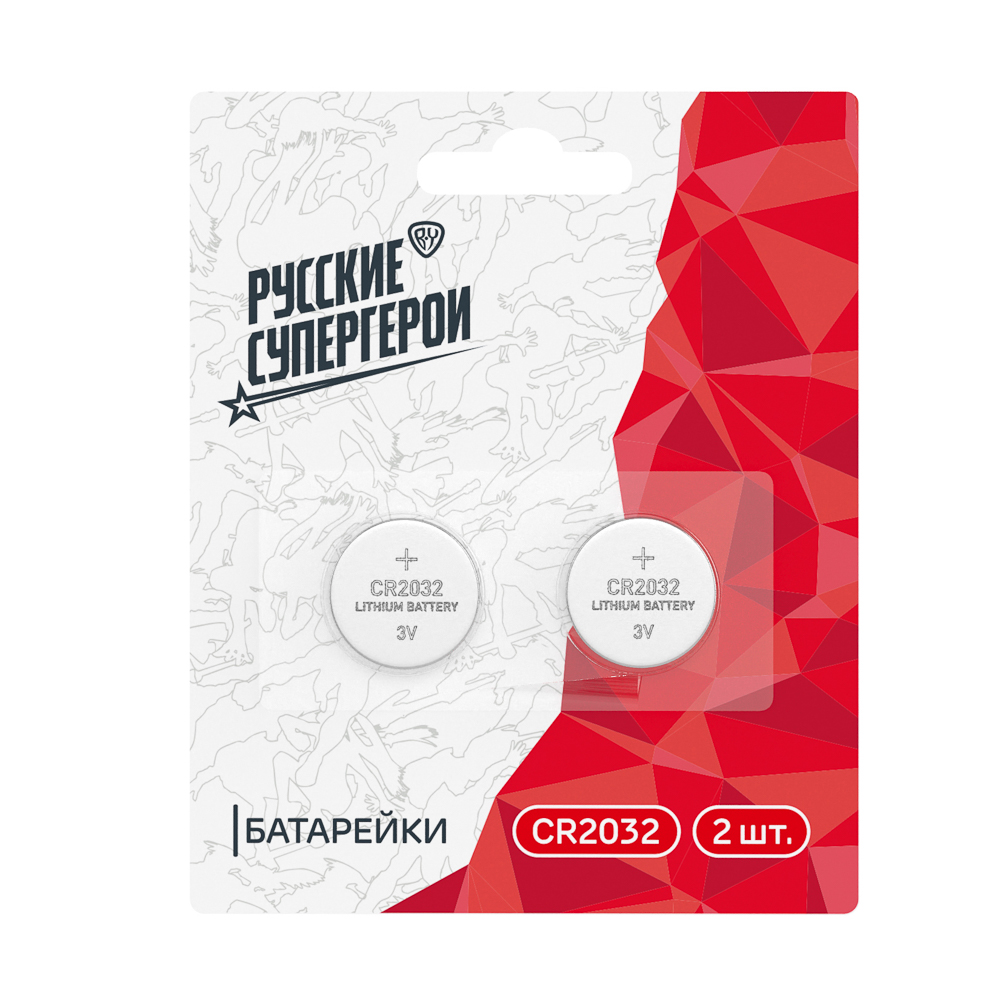 B·Y
РУССКИЕ
СУПЕРГЕРОИ
CR2032
LITHIUM BATTERY
3V
CR2032
LITHIUM BATTERY
3V
БАТАРЕЙКИ
CR2032
2 шт.